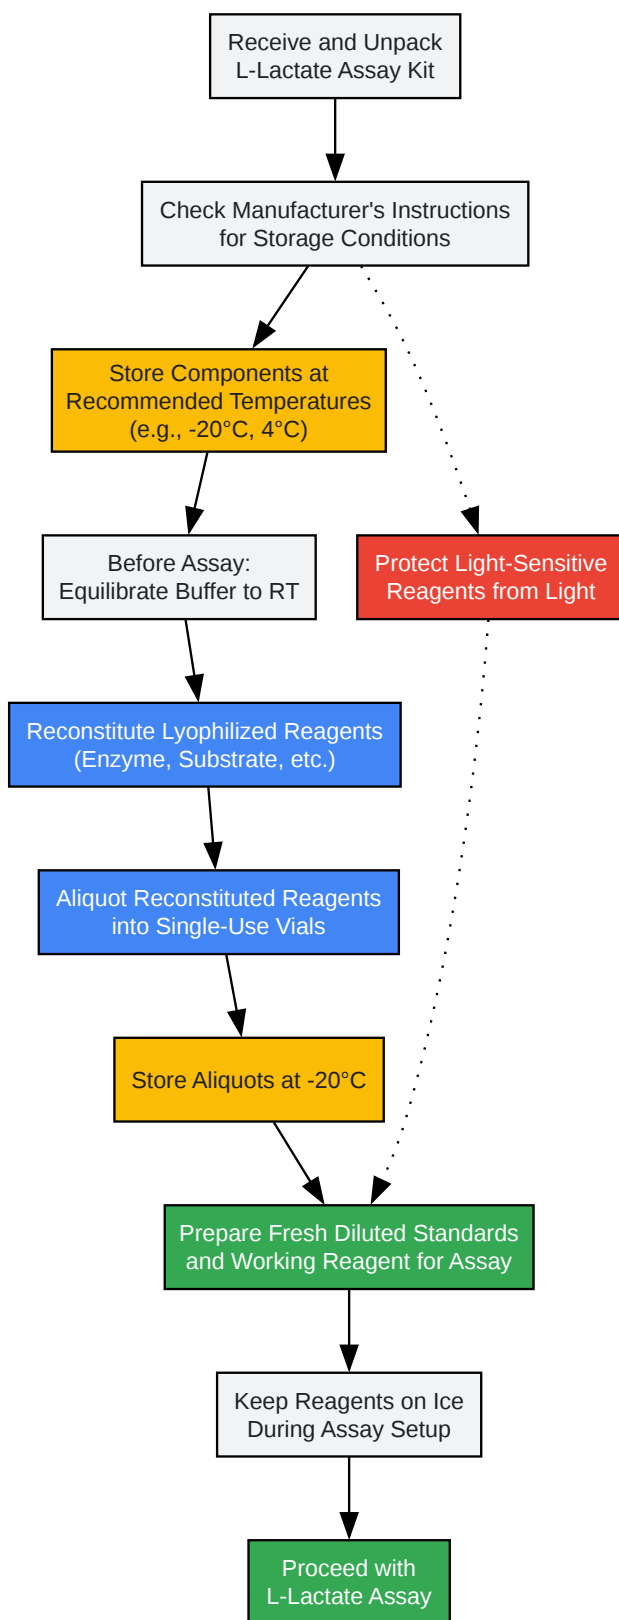 Receive and Unpack
L-Lactate Assay Kit
Check Manufacturer's Instructions
for Storage Conditions
Store Components at
Recommended Temperatures
(e.g., -20°C, 4°C)
Before Assay:
Equilibrate Buffer to RT
Protect Light-Sensitive
Reagents from Light
Reconstitute Lyophilized Reagents
(Enzyme, Substrate, etc.)
Aliquot Reconstituted Reagents
into Single-Use Vials
Store Aliquots at -20°C
Prepare Fresh Diluted Standards
and Working Reagent for Assay
Keep Reagents on Ice
During Assay Setup
Proceed with
L-Lactate Assay